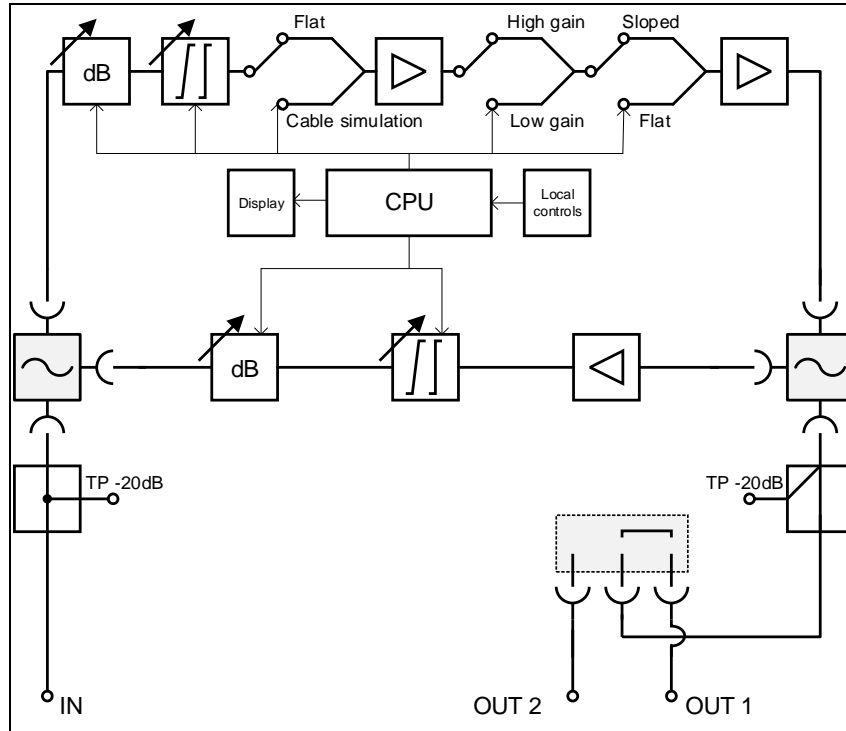 Flat
High gain
Sloped
dB
Cable simulation
Low gain
Flat
Display
CPU
Local
controls
dB
TP -20dB
TP -20dB
IN
OUT 2
OUT 1